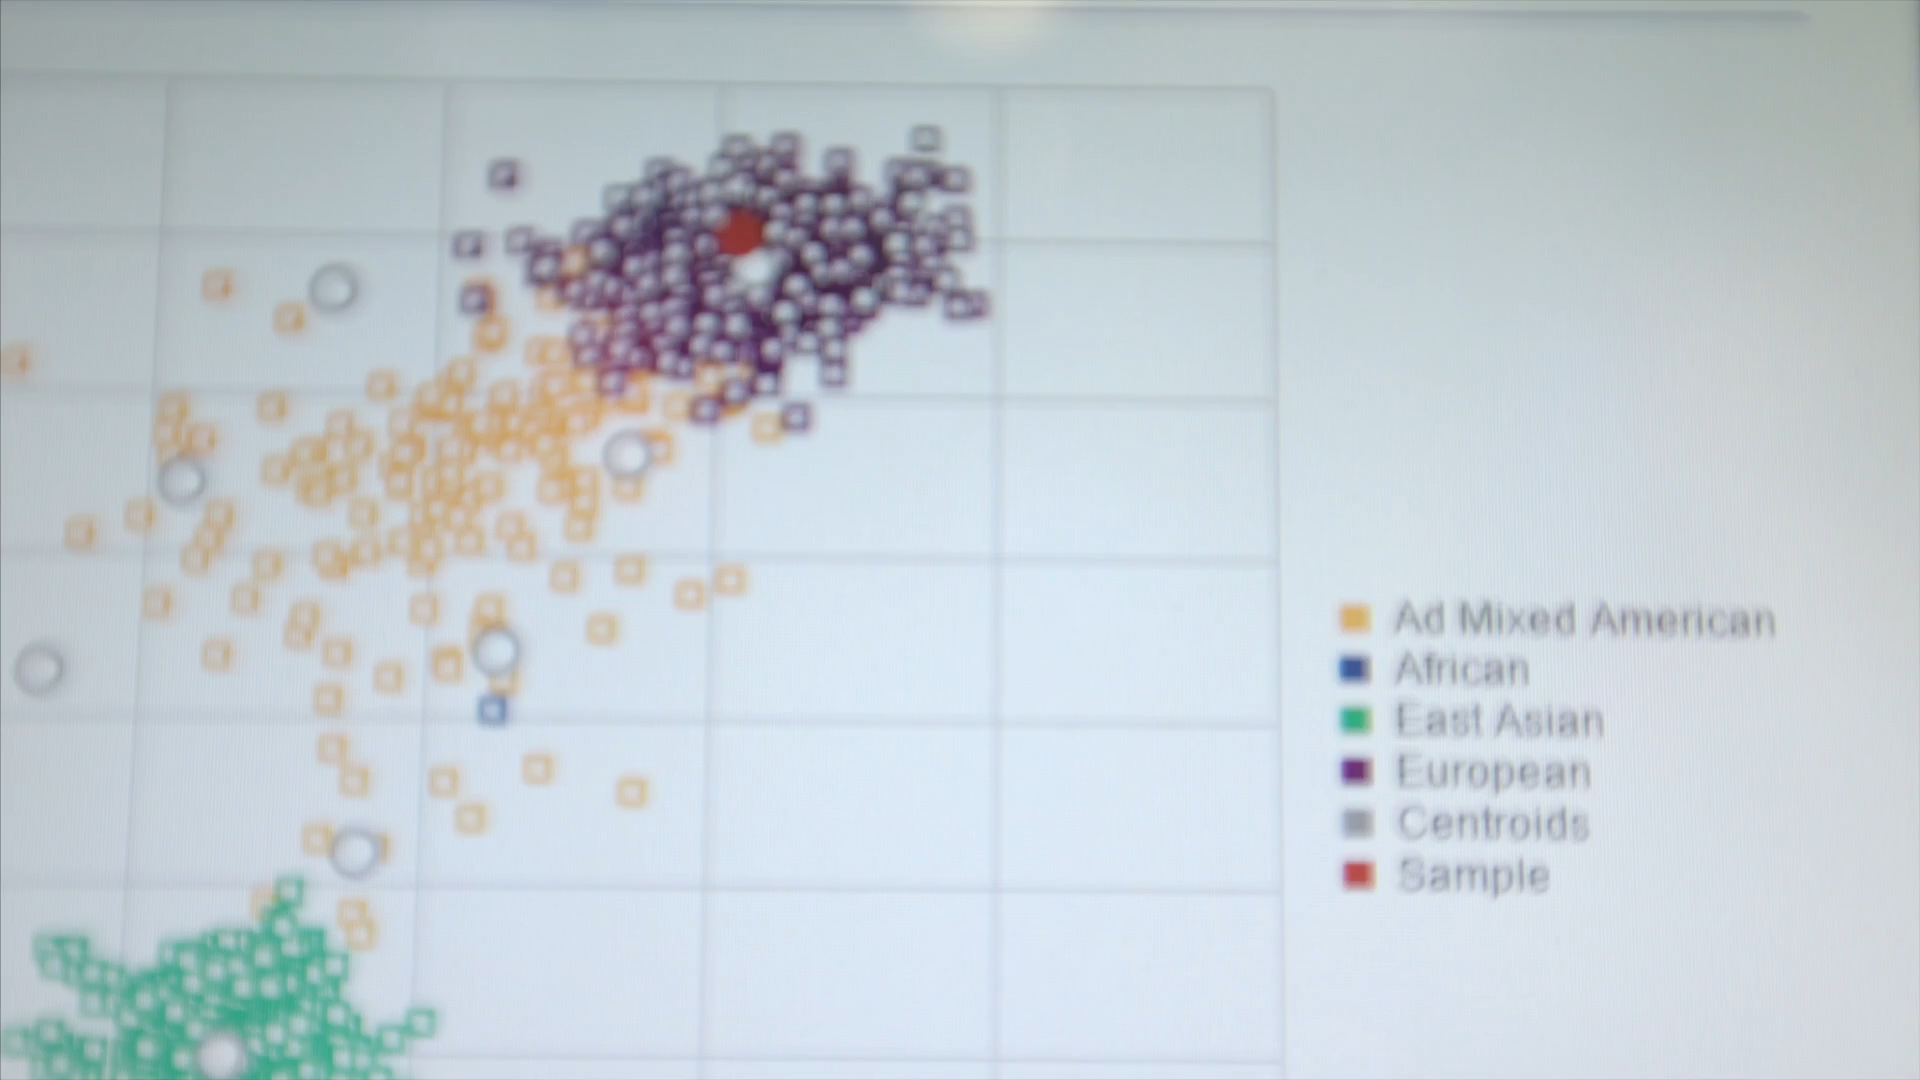 Ad Mixed American
African
East Asian
European
Centroids
Sample